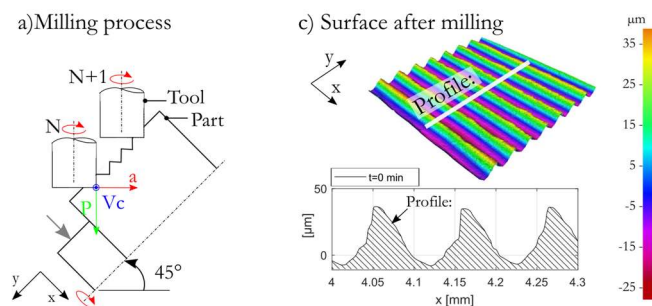 a)Milling process
N+1
Tool
Part
N
a
P
Vc
45°
y
x
c) Surface after milling
y
x
Profile:
t=0 min
50
[µm]
0
Profile:
4 4.05 4.1 4.15 4.2 4.25 4.3
x [mm]
µm
35
25
15
5
-5
-15
-25